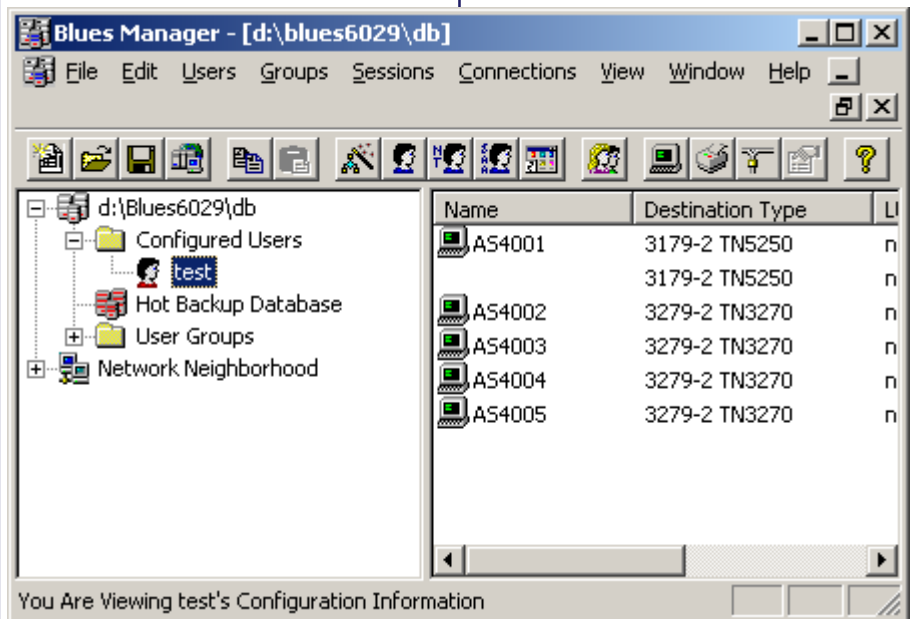 Blues Manager - [d:\blues6029\db]
File Edit Users Groups Sessions Connections View Window Help
d:\Blues6029\db
Configured Users
test
Hot Backup Database
User Groups
Network Neighborhood
Name Destination Type
AS4001 3179-2 TN5250 n
3179-2 TN5250 n
AS4002 3279-2 TN3270 n
AS4003 3279-2 TN3270 n
AS4004 3279-2 TN3270 n
AS4005 3279-2 TN3270 n
You Are Viewing test's Configuration Information